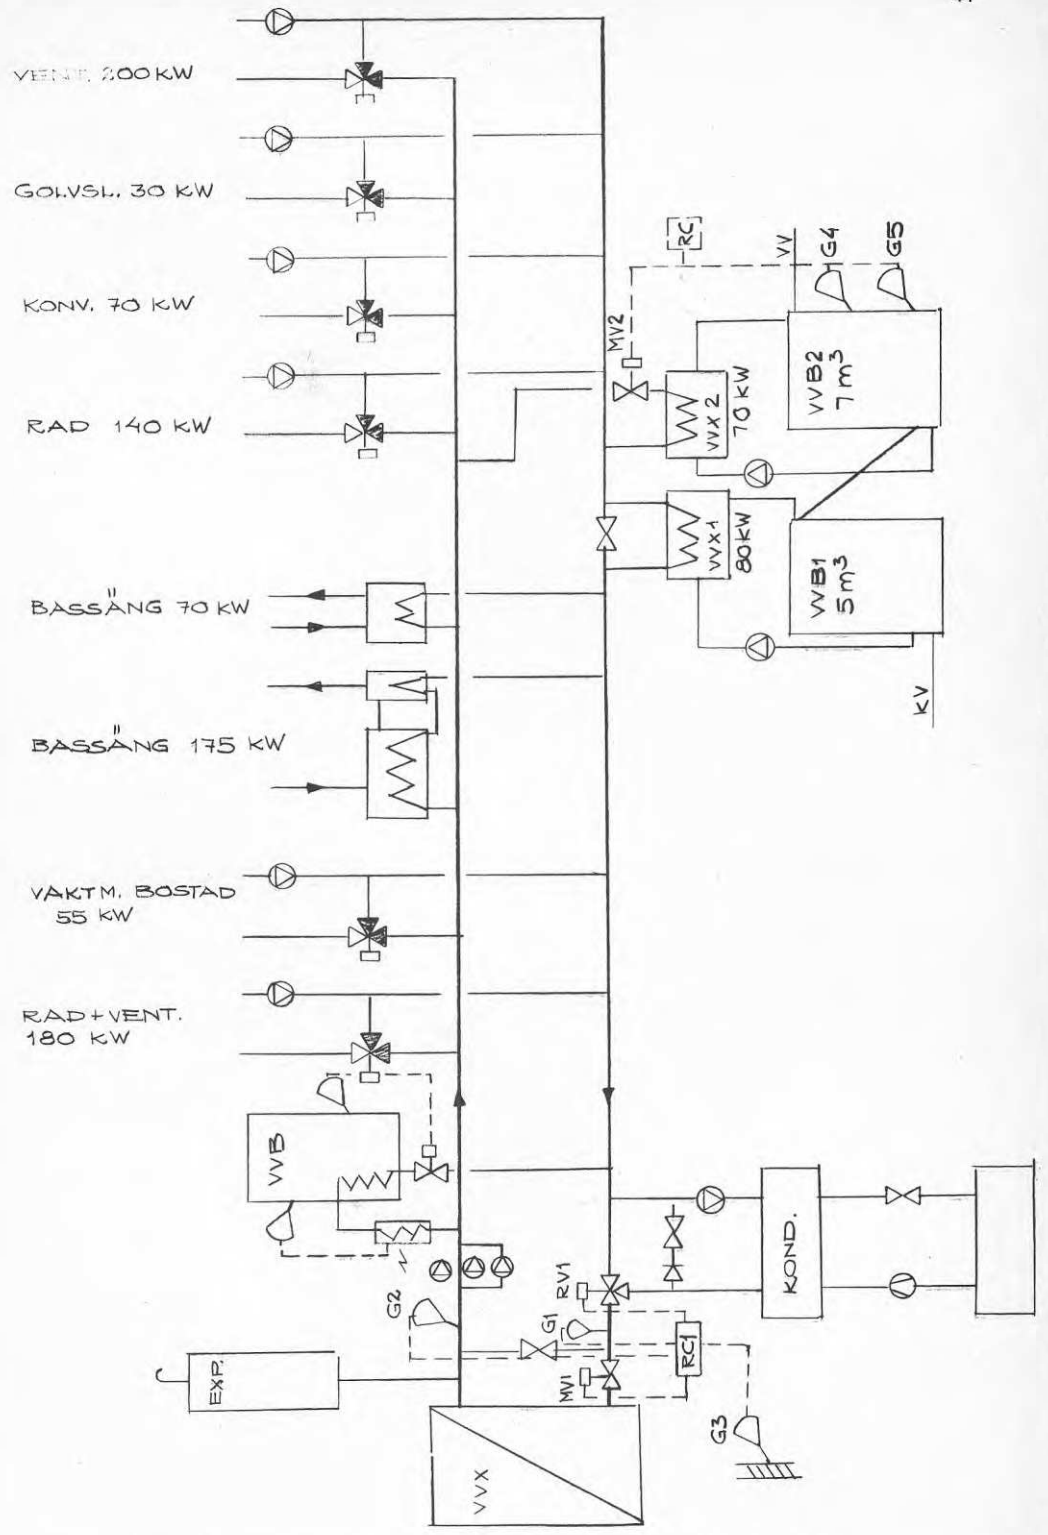 VENT. 200 KW
GOLVSL. 30 KW
KONV. 70 KW
RAD 140 KW
BASSÄNG 70 KW
BASSÄNG 175 KW
VAKTM. BOSTAD
55 KW
RAD + VENT.
180 KW
RC
VV
G4
G5
MV2
VVX 2
70 KW
VVB2
7 m³
VVX 1
80 KW
VVB1
5 m³
KV
VVB
G2
EXP.
VVX
RV1
G1
MV1
RC1
G3
KOND.